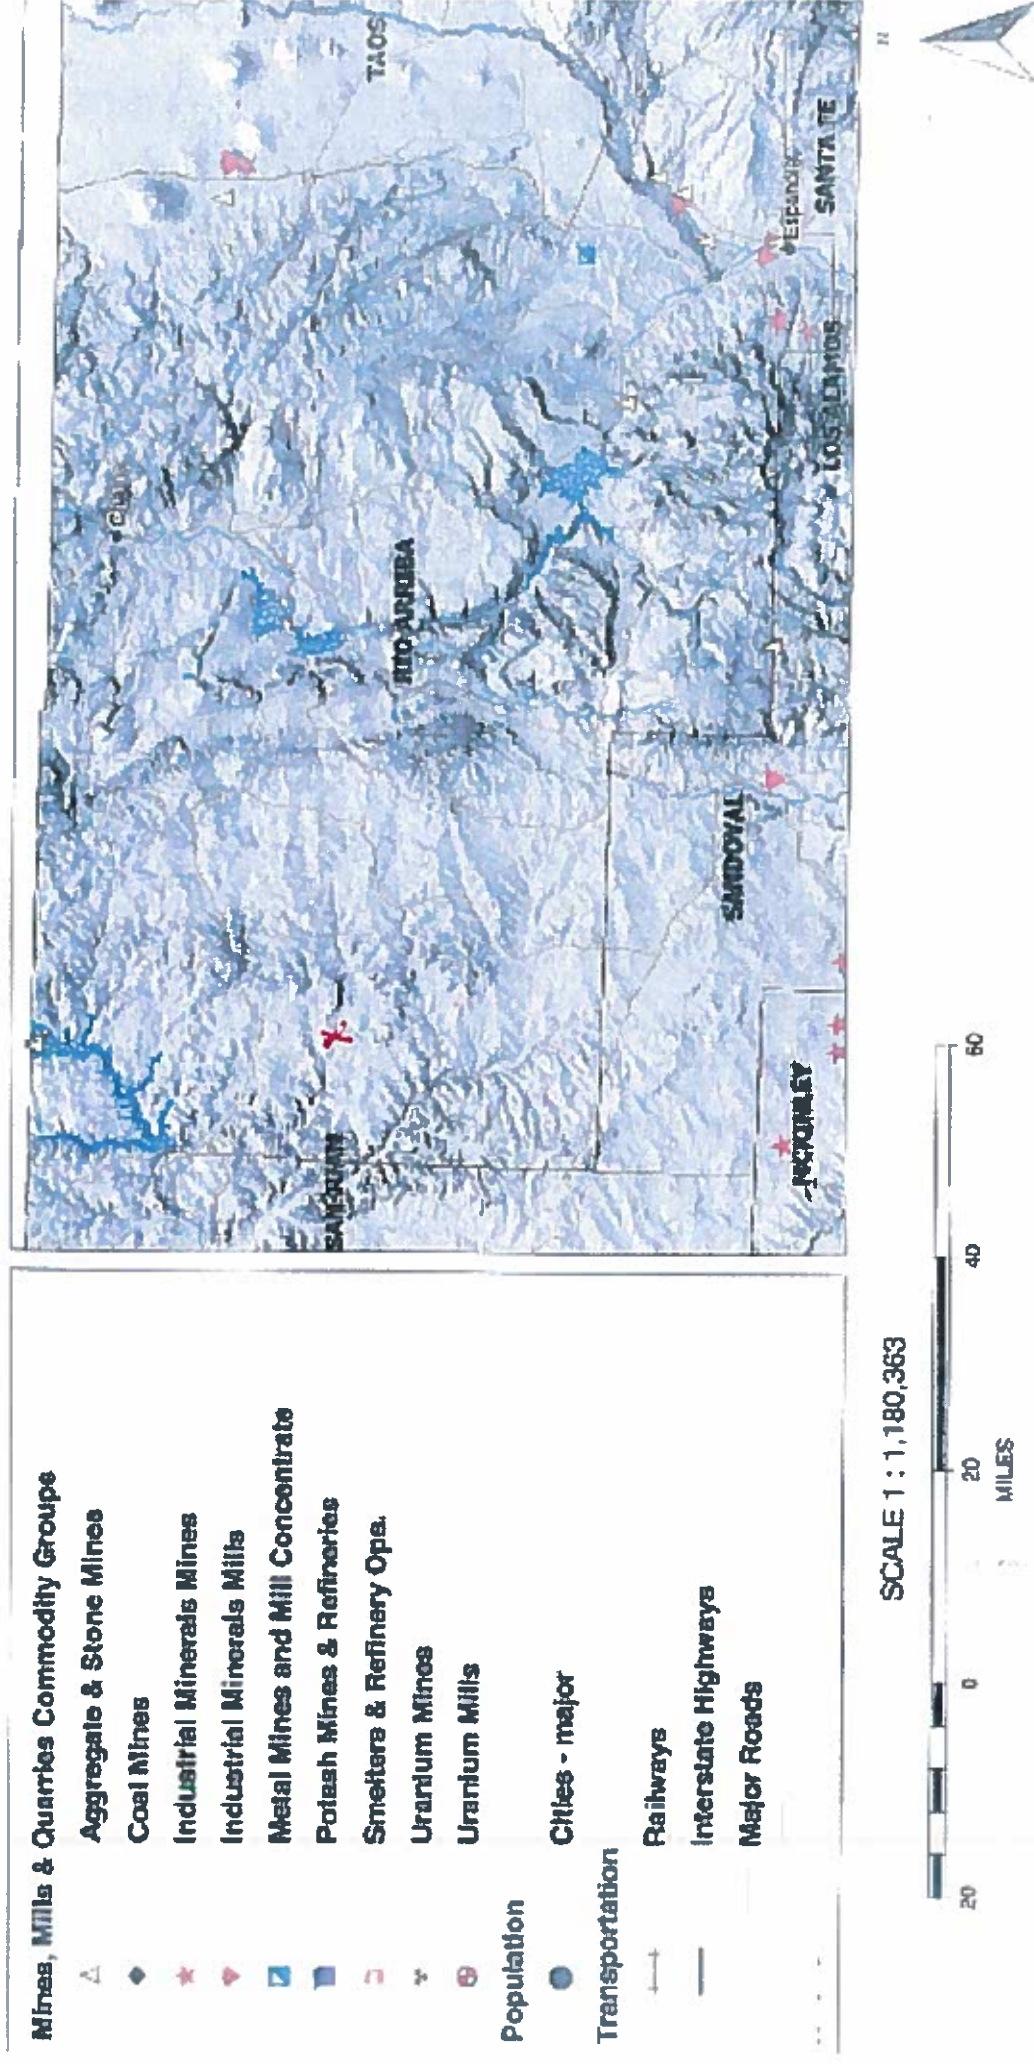 Mines, Mills & Quarries Commodity Groups
Aggregate & Stone Mines
Coal Mines
Industrial Minerals Mines
Industrial Minerals Mills
Metal Mines and Mill Concentrate
Potash Mines & Refineries
Smelters & Refinery Ops.
Uranium Mines
Uranium Mills
Population
Cities - major
Transportation
Railways
Interstate Highways
Major Roads
TAOS
RIO ARRIBA
SAN JUAN
SANDOVAL
MCKINLEY
LOS ALAMOS
Espanola
SANTA FE
N
SCALE 1 : 1,180,363
20 0 20 40 60
MILES